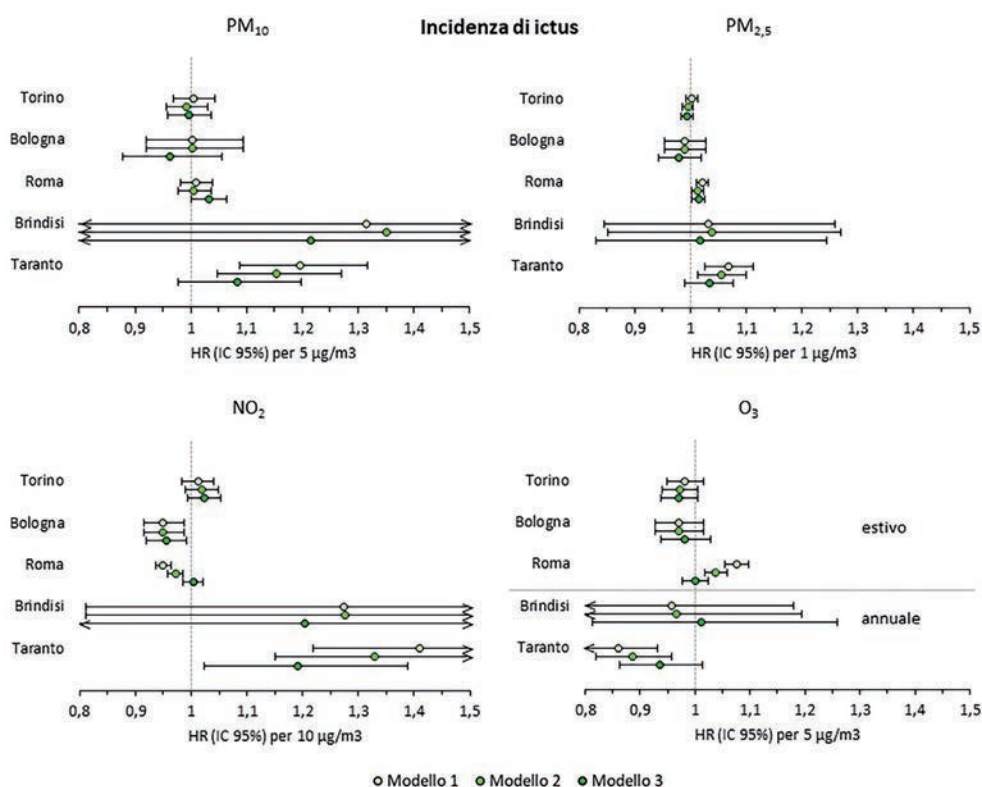 Incidenza di ictus
PM10
Torino
Bologna
Roma
Brindisi
Taranto
0,8 0,9 1 1,1 1,2 1,3 1,4 1,5
HR (IC 95%) per 5 µg/m3
PM2,5
Torino
Bologna
Roma
Brindisi
Taranto
0,8 0,9 1 1,1 1,2 1,3 1,4 1,5
HR (IC 95%) per 1 µg/m3
NO2
Torino
Bologna
Roma
Brindisi
Taranto
0,8 0,9 1 1,1 1,2 1,3 1,4 1,5
HR (IC 95%) per 10 µg/m3
O3
Torino
Bologna
estivo
Roma
Brindisi
annuale
Taranto
0,8 0,9 1 1,1 1,2 1,3 1,4 1,5
HR (IC 95%) per 5 µg/m3
Modello 1 Modello 2 Modello 3